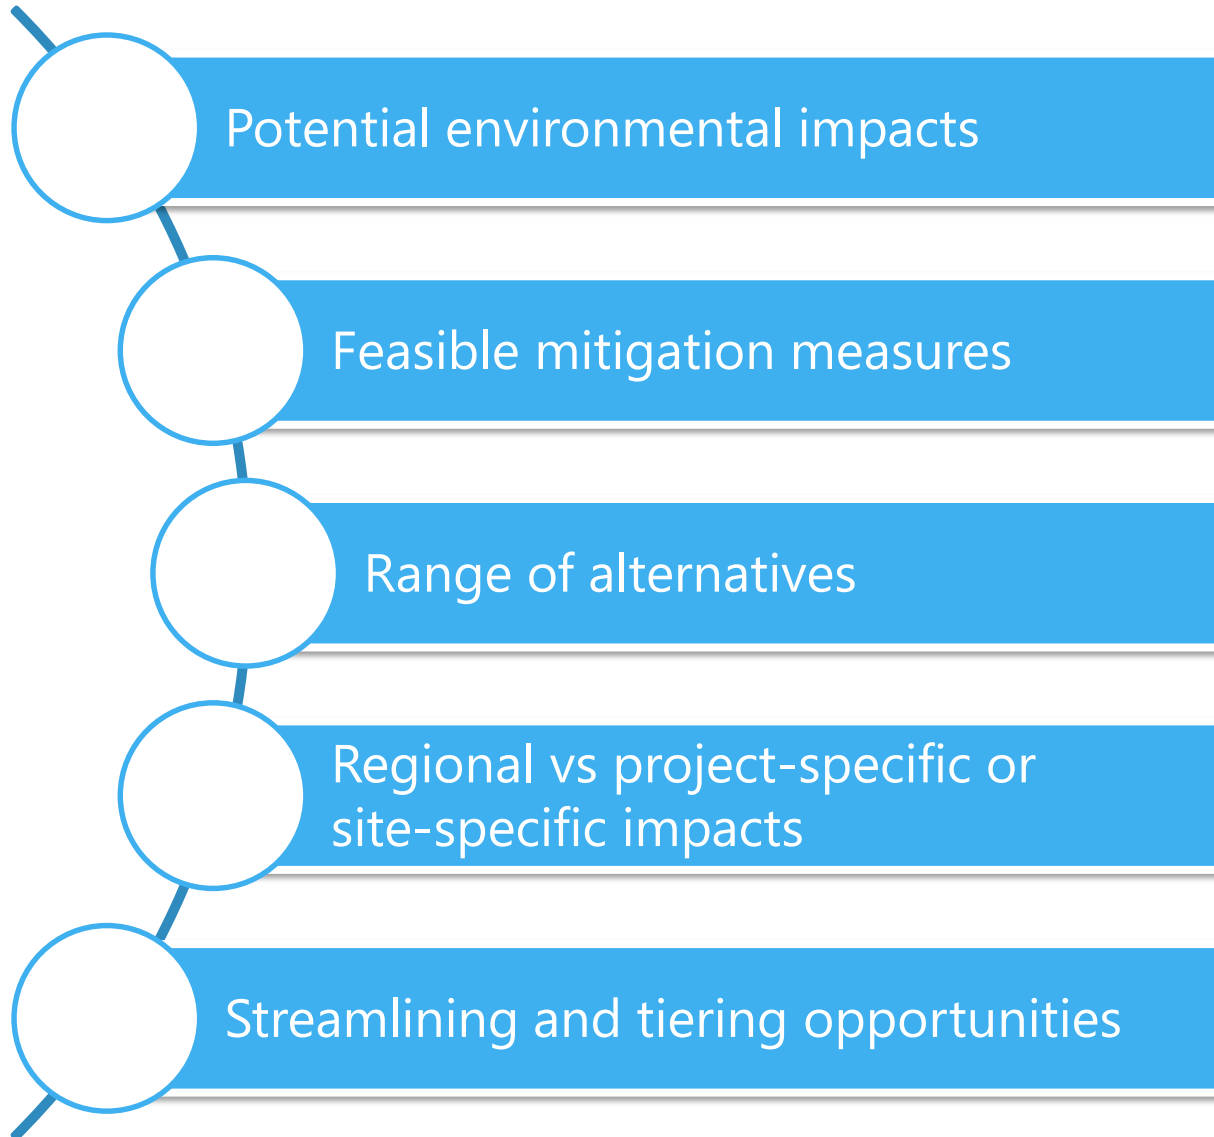 Potential environmental impacts
Feasible mitigation measures
Range of alternatives
Regional vs project-specific or
site-specific impacts
Streamlining and tiering opportunities